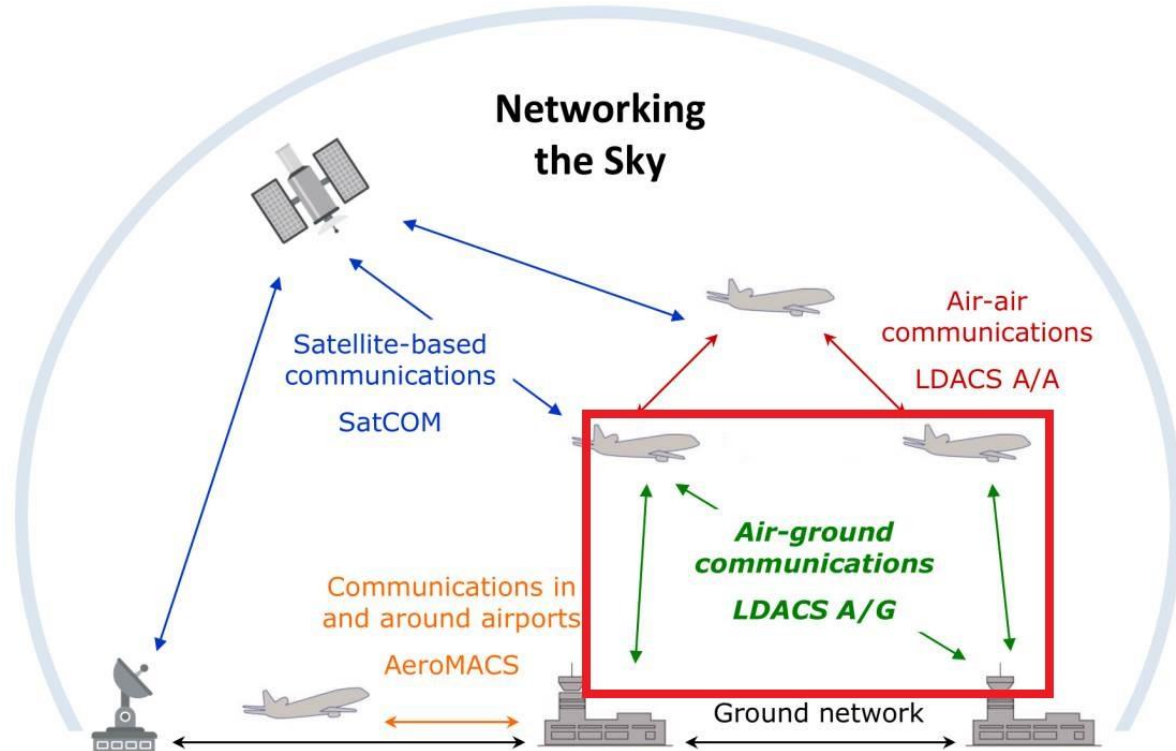 Networking
the Sky
Satellite-based
communications
SatCOM
Air-air
communications
LDACS A/A
Air-ground
communications
LDACS A/G
Communications in
and around airports
AeroMACS
Ground network